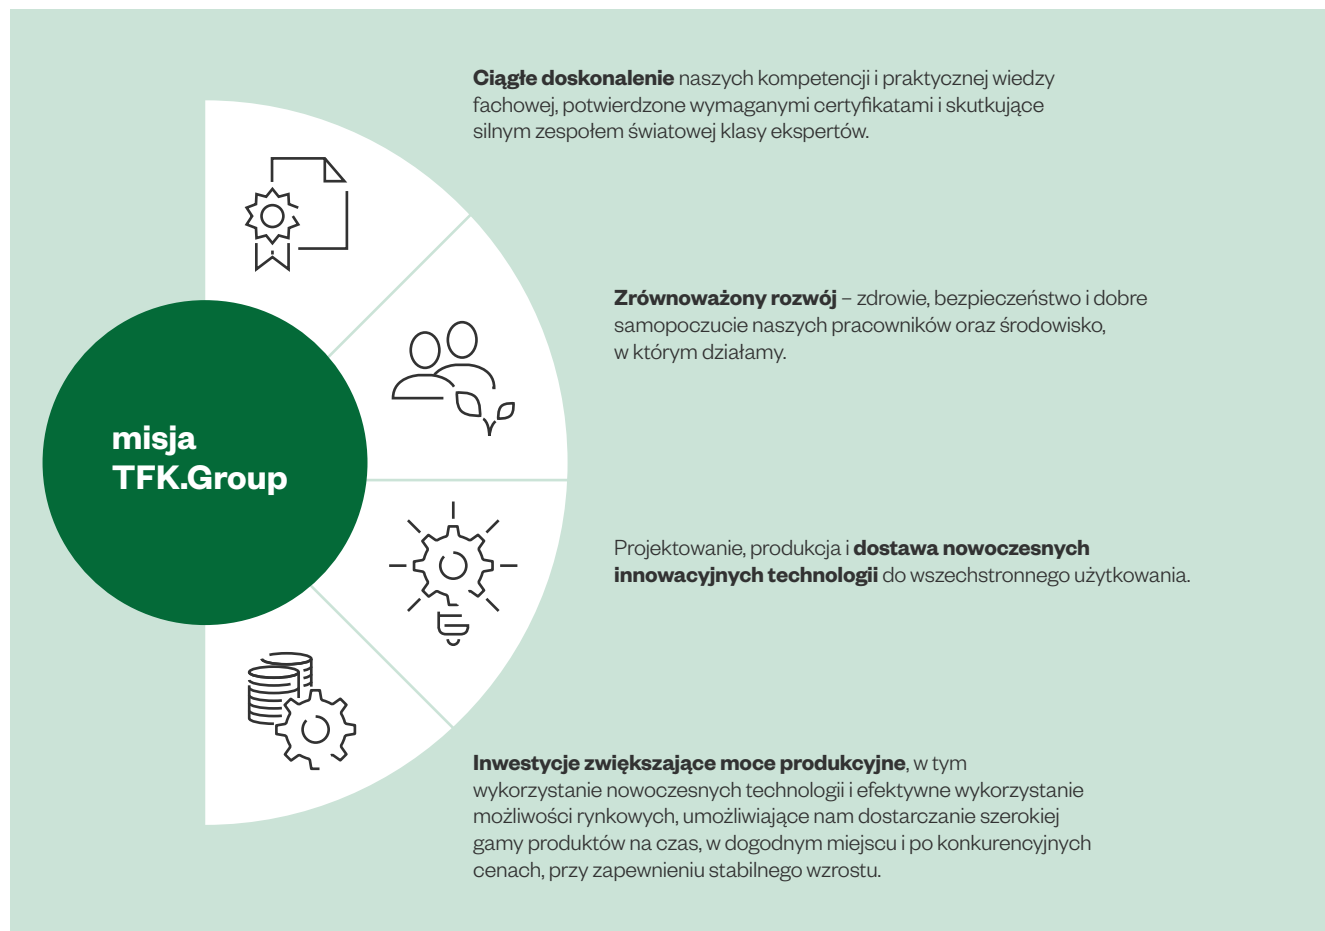 Ciągłe doskonalenie naszych kompetencji i praktycznej wiedzy
fachowej, potwierdzone wymaganymi certyfikatami i skutkujące
silnym zespołem światowej klasy ekspertów.
Zrównoważony rozwój – zdrowie, bezpieczeństwo i dobre
samopoczucie naszych pracowników oraz środowisko,
w którym działamy.
misja
TFK.Group
Projektowanie, produkcja i dostawa nowoczesnych
innowacyjnych technologii do wszechstronnego użytkowania.
Inwestycje zwiększające moce produkcyjne, w tym
wykorzystanie nowoczesnych technologii i efektywne wykorzystanie
możliwości rynkowych, umożliwiające nam dostarczanie szerokiej
gamy produktów na czas, w dogodnym miejscu i po konkurencyjnych
cenach, przy zapewnieniu stabilnego wzrostu.